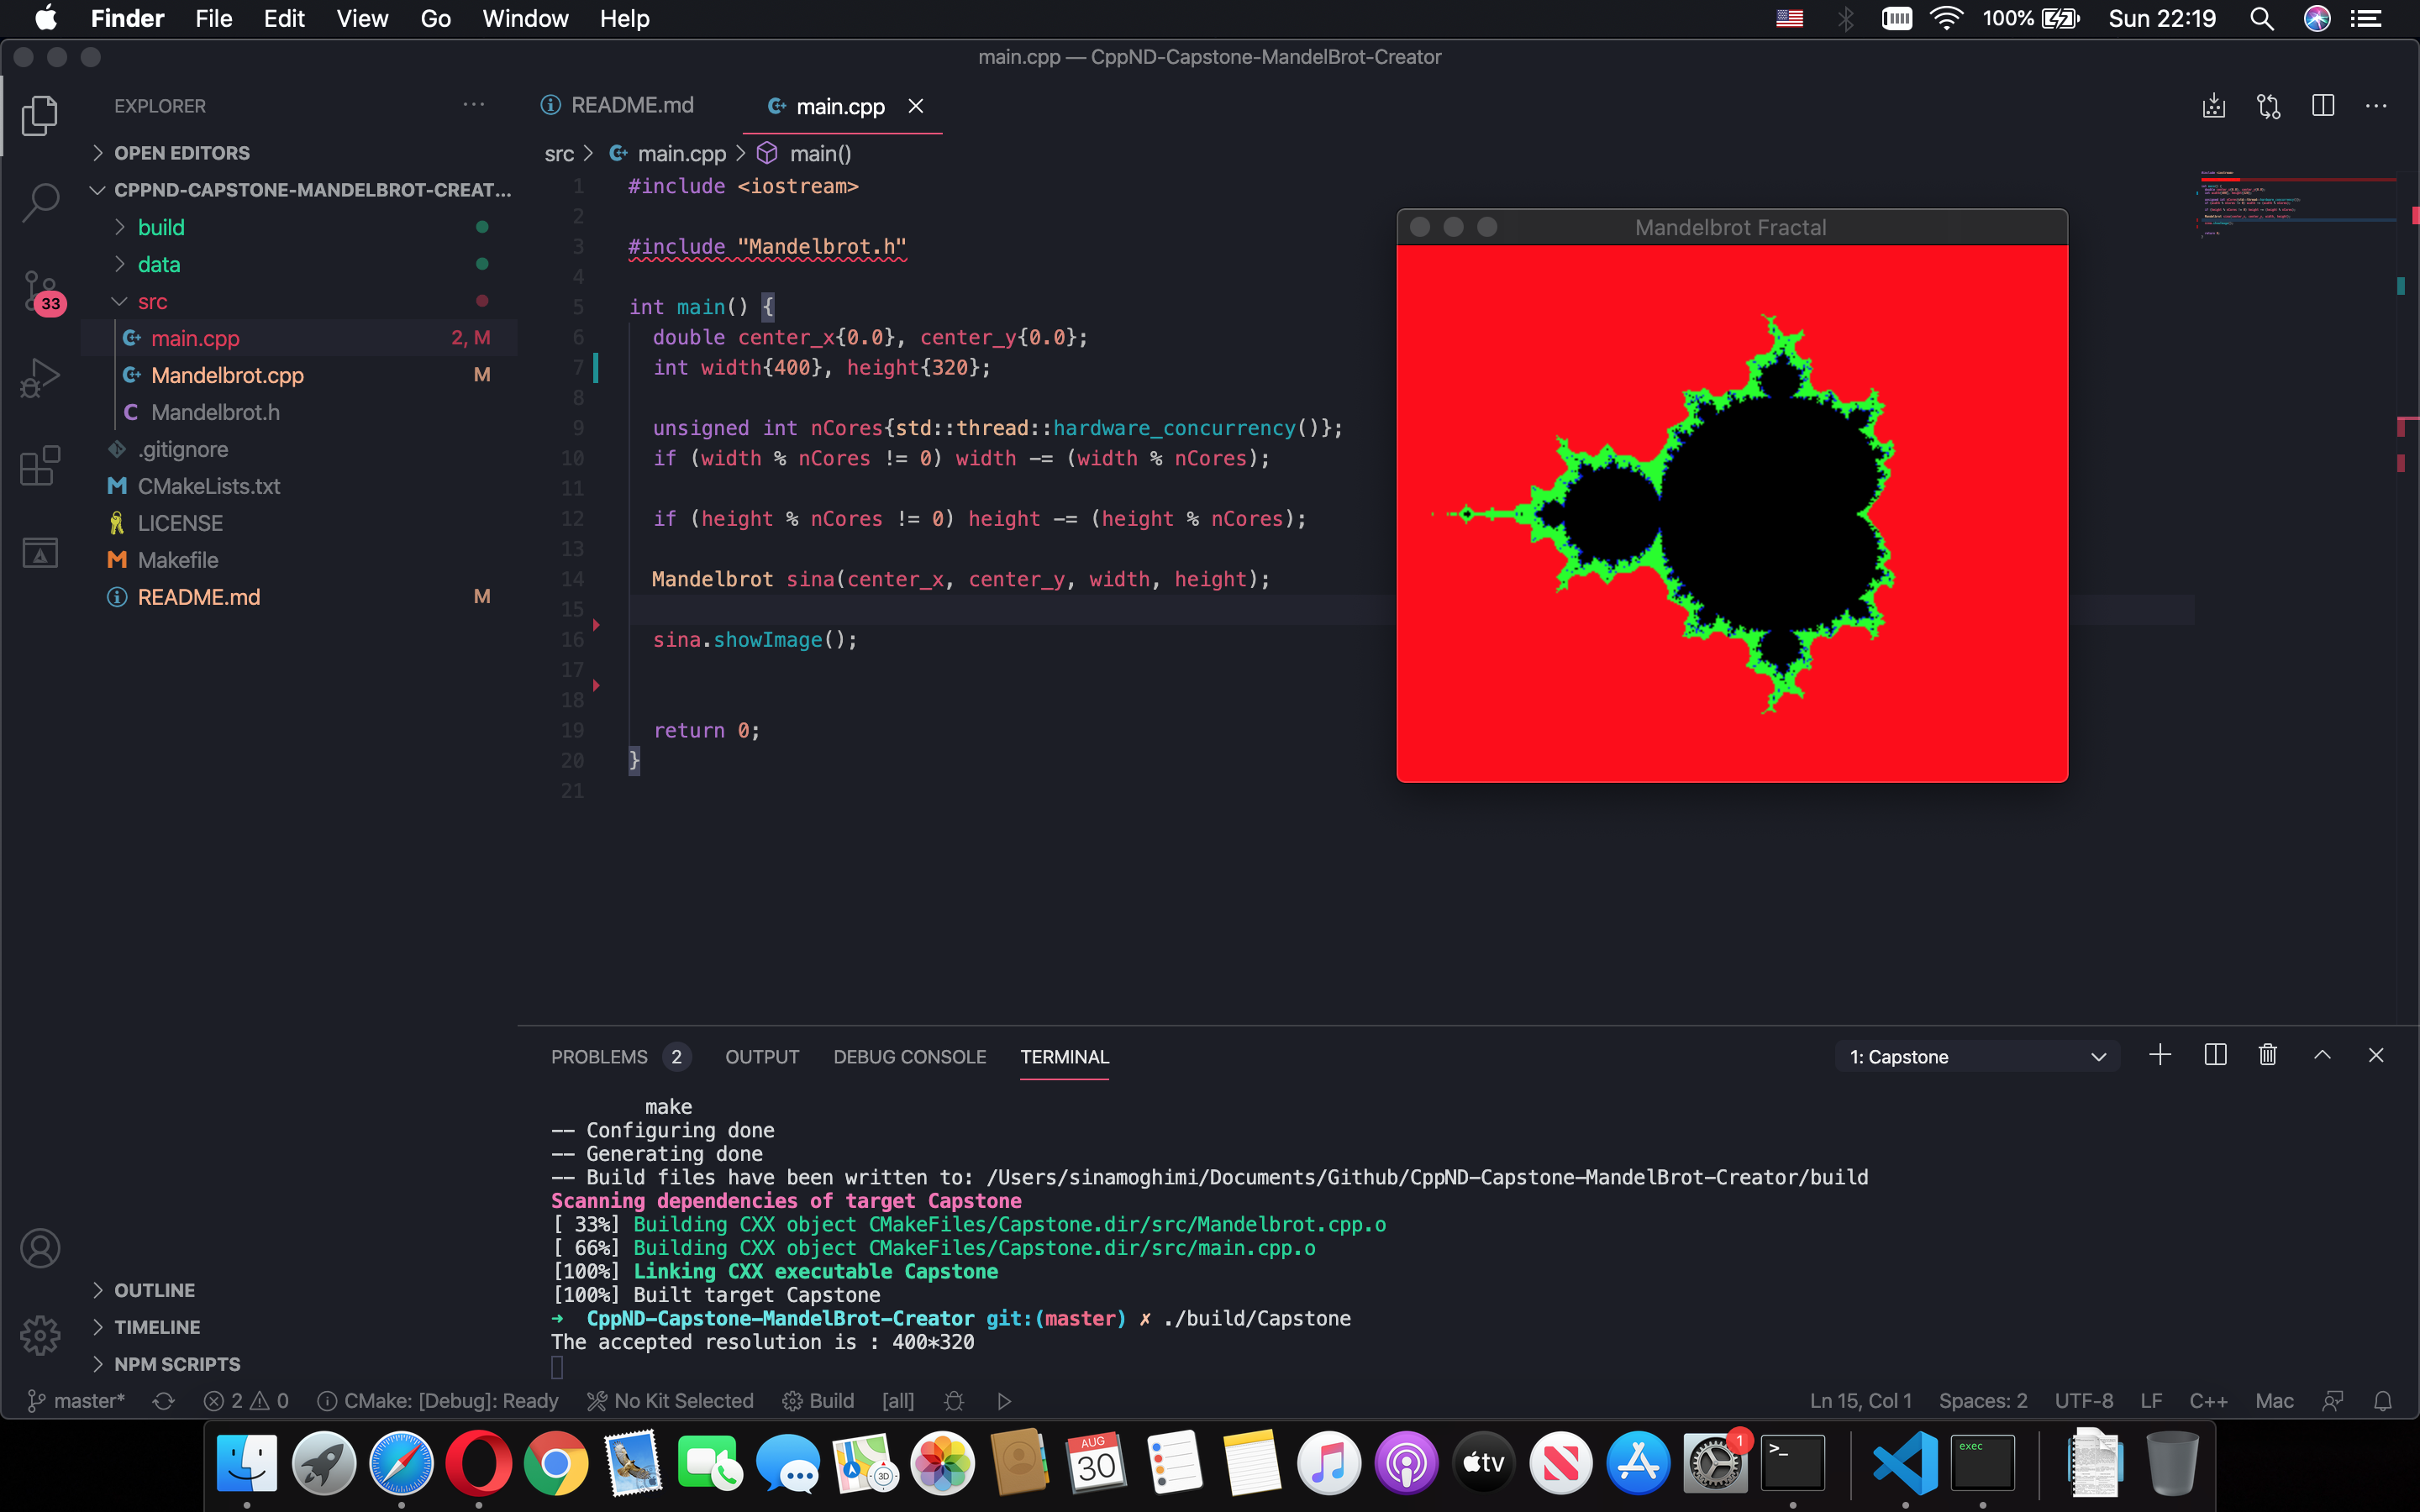 Finder File Edit View Go Window Help 100% Sun 22:19
main.cpp — CppND-Capstone-MandelBrot-Creator
EXPLORER
OPEN EDITORS
CPPND-CAPSTONE-MANDELBROT-CREAT...
build
data
src
main.cpp 2, M
Mandelbrot.cpp M
Mandelbrot.h
.gitignore
CMakeLists.txt
LICENSE
Makefile
README.md M
33
OUTLINE
TIMELINE
NPM SCRIPTS
README.md main.cpp
src > main.cpp > main()
1 #include <iostream>
2
3 #include "Mandelbrot.h"
4
5 int main() {
6 double center_x{0.0}, center_y{0.0};
7 int width{400}, height{320};
8
9 unsigned int nCores{std::thread::hardware_concurrency()};
10 if (width % nCores != 0) width -= (width % nCores);
11
12 if (height % nCores != 0) height -= (height % nCores);
13
14 Mandelbrot sina(center_x, center_y, width, height);
15
16 sina.showImage();
17
18
19 return 0;
20 }
21
Mandelbrot Fractal
PROBLEMS 2 OUTPUT DEBUG CONSOLE TERMINAL 1: Capstone
make
-- Configuring done
-- Generating done
-- Build files have been written to: /Users/sinamoghimi/Documents/Github/CppND-Capstone-MandelBrot-Creator/build
Scanning dependencies of target Capstone
[ 33%] Building CXX object CMakeFiles/Capstone.dir/src/Mandelbrot.cpp.o
[ 66%] Building CXX object CMakeFiles/Capstone.dir/src/main.cpp.o
[100%] Linking CXX executable Capstone
[100%] Built target Capstone
➜ CppND-Capstone-MandelBrot-Creator git:(master) ✗ ./build/Capstone
The accepted resolution is : 400*320
master* 2 0 CMake: [Debug]: Ready No Kit Selected Build [all] Ln 15, Col 1 Spaces: 2 UTF-8 LF C++ Mac
3D
AUG
30
tv
1
>_
exec